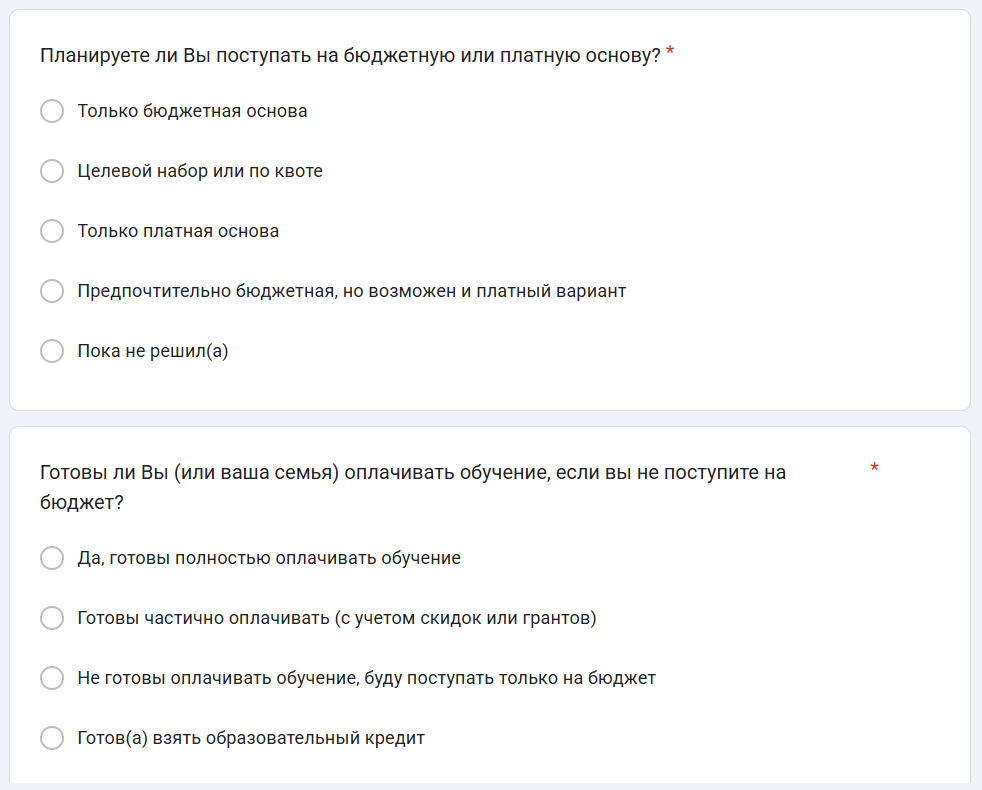 Планируете ли Вы поступать на бюджетную или платную основу? *
Только бюджетная основа
Целевой набор или по квоте
Только платная основа
Предпочтительно бюджетная, но возможен и платный вариант
Пока не решил(а)
Готовы ли Вы (или ваша семья) оплачивать обучение, если вы не поступите на *
бюджет?
Да, готовы полностью оплачивать обучение
Готовы частично оплачивать (с учетом скидок или грантов)
Не готовы оплачивать обучение, буду поступать только на бюджет
Готов(а) взять образовательный кредит